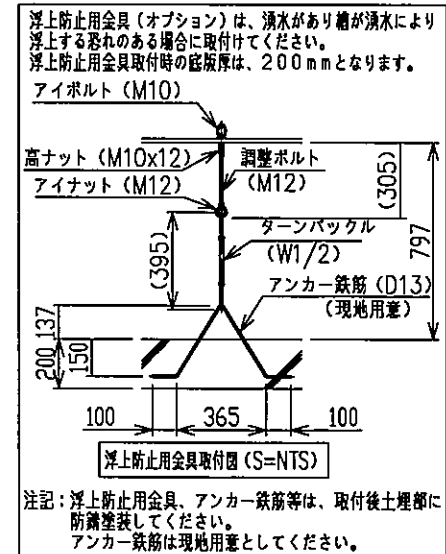 浮上防止用金具(オプション)は、湧水があり槽が湧水により
浮上する恐れのある場合に取付けてください。
浮上防止用金具取付時の底版厚は、200mmとなります。
アイボルト(M10)
高ナット(M10x12)
調整ボルト
(M12)
アイナット(M12)
(305)
797
(395)
ターンバックル
(W1/2)
アンカー鉄筋(D13)
(現地用意)
137
200
150
100
365
100
浮上防止用金具取付図(S=NTS)
注記:浮上防止用金具、アンカー鉄筋等は、取付後土埋部に
防錆塗装してください。
アンカー鉄筋は現地用意としてください。